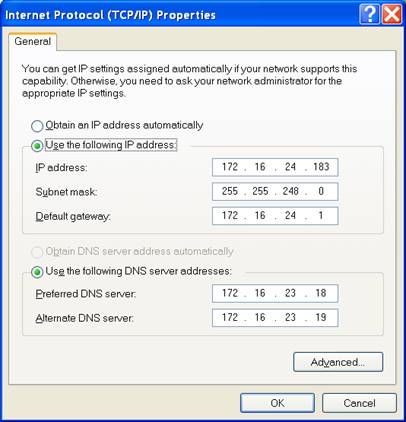 Internet Protocol (TCP/IP) Properties
General
You can get IP settings assigned automatically if your network supports this
capability. Otherwise, you need to ask your network administrator for the
appropriate IP settings.
Obtain an IP address automatically
Use the following IP address:
IP address: 172 . 16 . 24 . 183
Subnet mask: 255 . 255 . 248 . 0
Default gateway: 172 . 16 . 24 . 1
Obtain DNS server address automatically
Use the following DNS server addresses:
Preferred DNS server: 172 . 16 . 23 . 18
Alternate DNS server: 172 . 16 . 23 . 19
Advanced...
OK Cancel